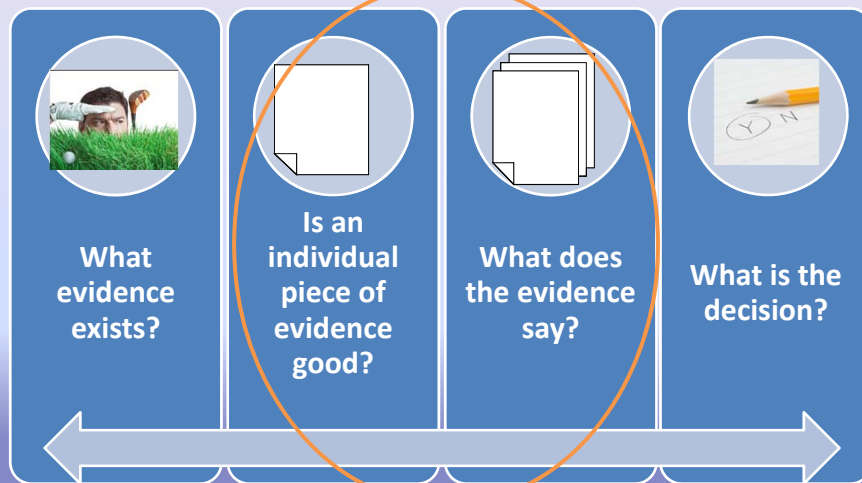 What
evidence
exists?
Is an
individual
piece of
evidence
good?
What does
the evidence
say?
Y N
What is the
decision?